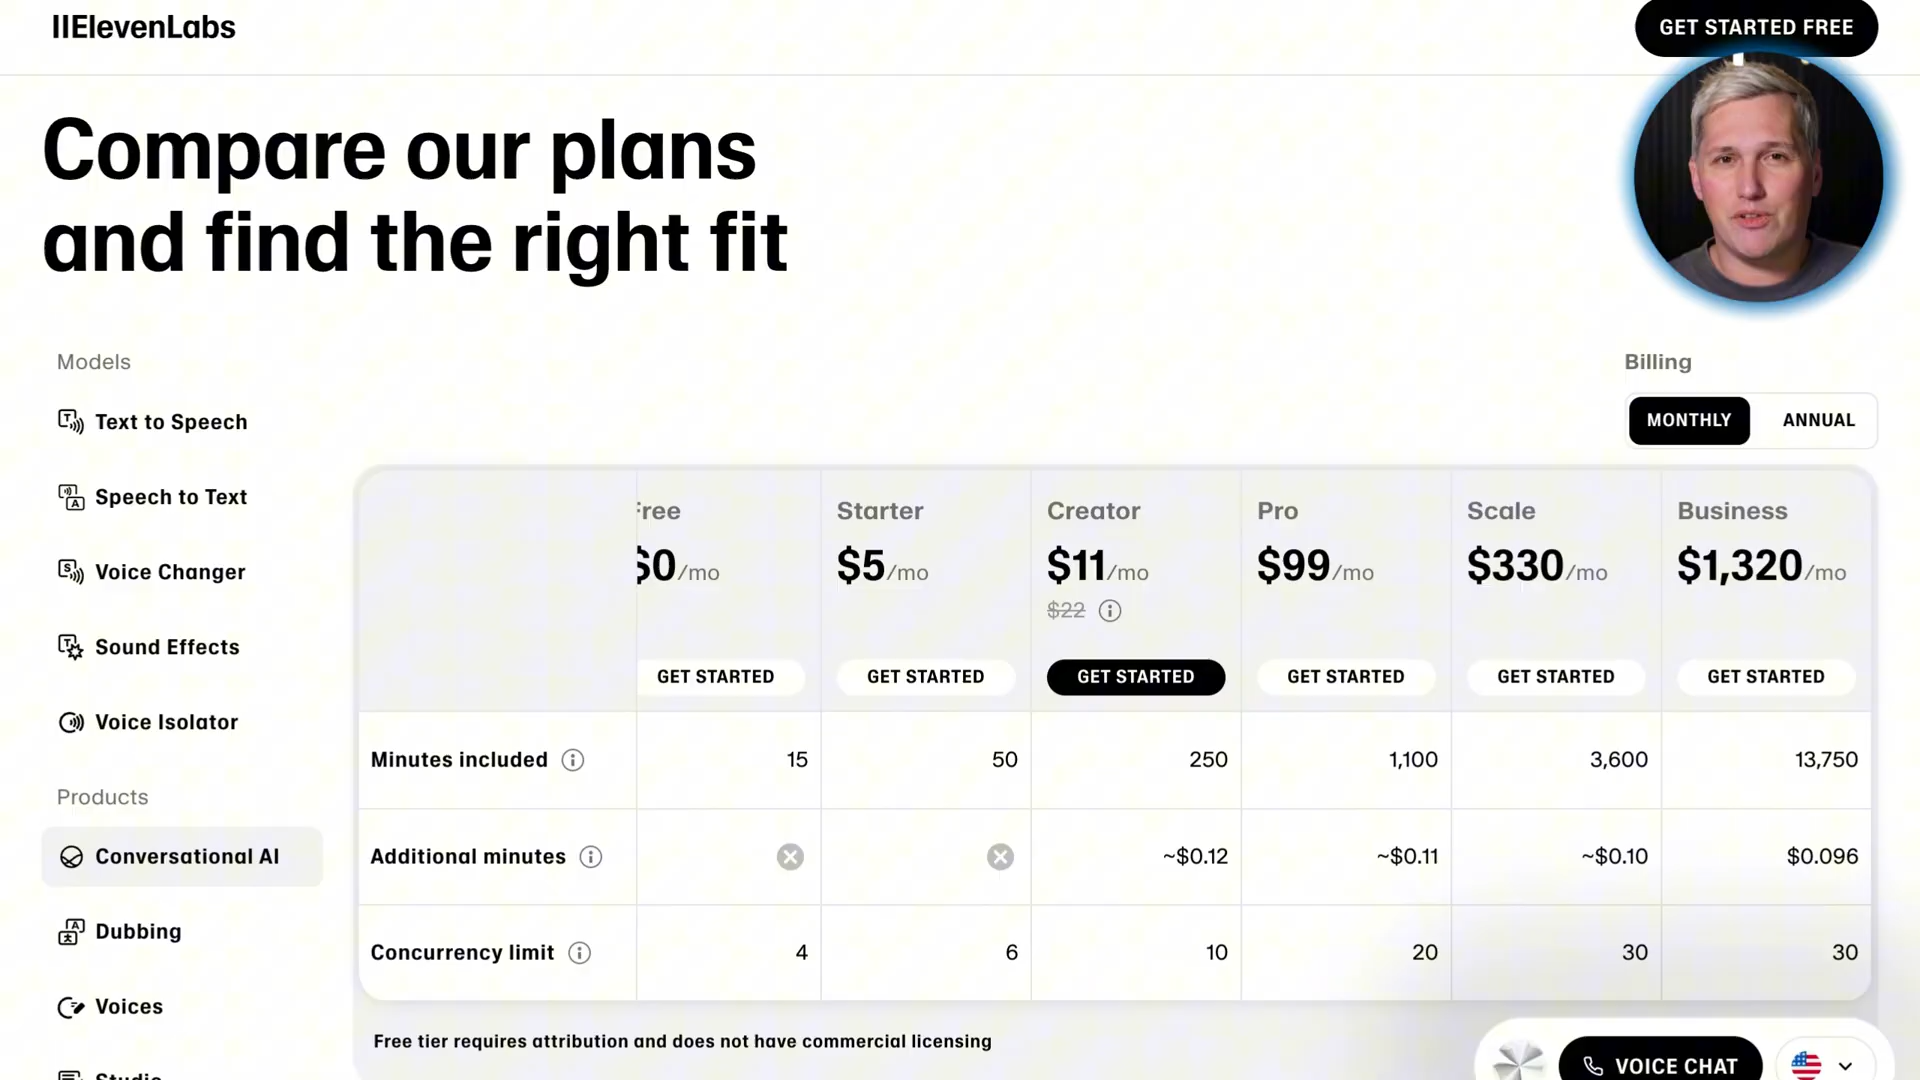 IIElevenLabs
GET STARTED FREE
Compare our plans
and find the right fit
Models
Billing
Text to Speech
MONTHLY
ANNUAL
Speech to Text
Voice Changer
Sound Effects
Voice Isolator
Products
Conversational AI
Dubbing
Voices
Studio
Free
Starter
Creator
Pro
Scale
Business
$0/mo
$5/mo
$11/mo
$99/mo
$330/mo
$1,320/mo
$22
GET STARTED
GET STARTED
GET STARTED
GET STARTED
GET STARTED
GET STARTED
Minutes included
15
50
250
1,100
3,600
13,750
Additional minutes
~$0.12
~$0.11
~$0.10
$0.096
Concurrency limit
4
6
10
20
30
30
Free tier requires attribution and does not have commercial licensing
VOICE CHAT